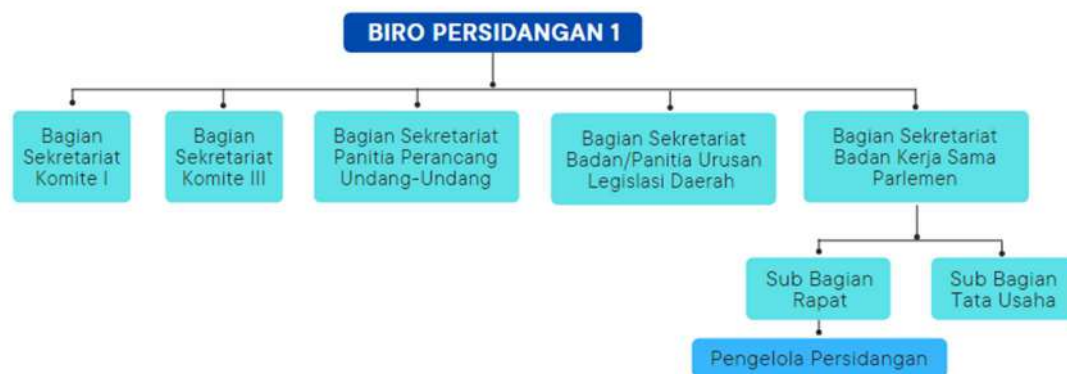 BIRO PERSIDANGAN 1
Bagian
Sekretariat
Komite I
Bagian
Sekretariat
Komite III
Bagian Sekretariat
Panitia Perancang
Undang-Undang
Bagian Sekretariat
Badan/Panitia Urusan
Legislasi Daerah
Bagian Sekretariat
Badan Kerja Sama
Parlemen
Sub Bagian
Rapat
Sub Bagian
Tata Usaha
Pengelola Persidangan